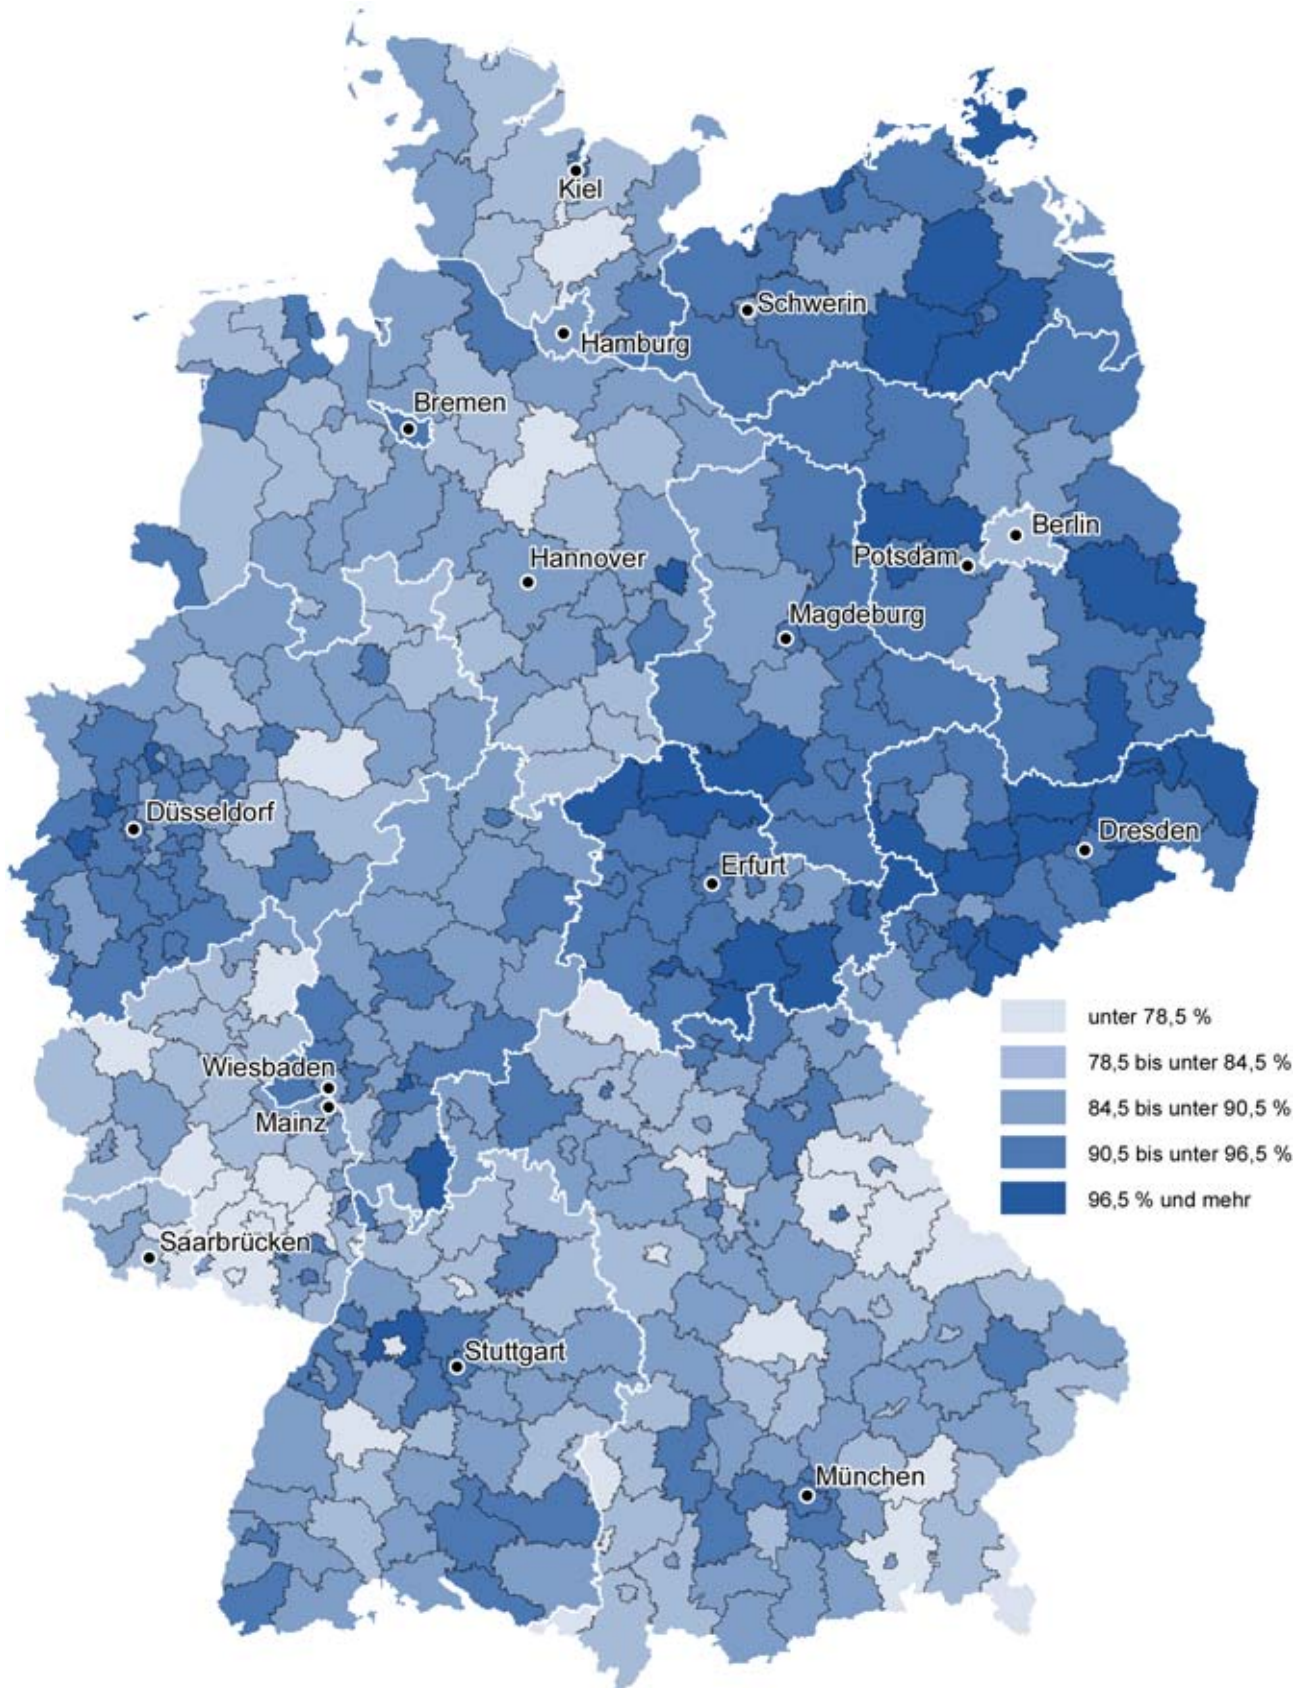 Kiel
Schwerin
Hamburg
Bremen
Berlin
Hannover
Potsdam
Magdeburg
Düsseldorf
Dresden
Erfurt
unter 78,5 %
78,5 bis unter 84,5 %
84,5 bis unter 90,5 %
90,5 bis unter 96,5 %
96,5 % und mehr
Wiesbaden
Mainz
Saarbrücken
Stuttgart
München